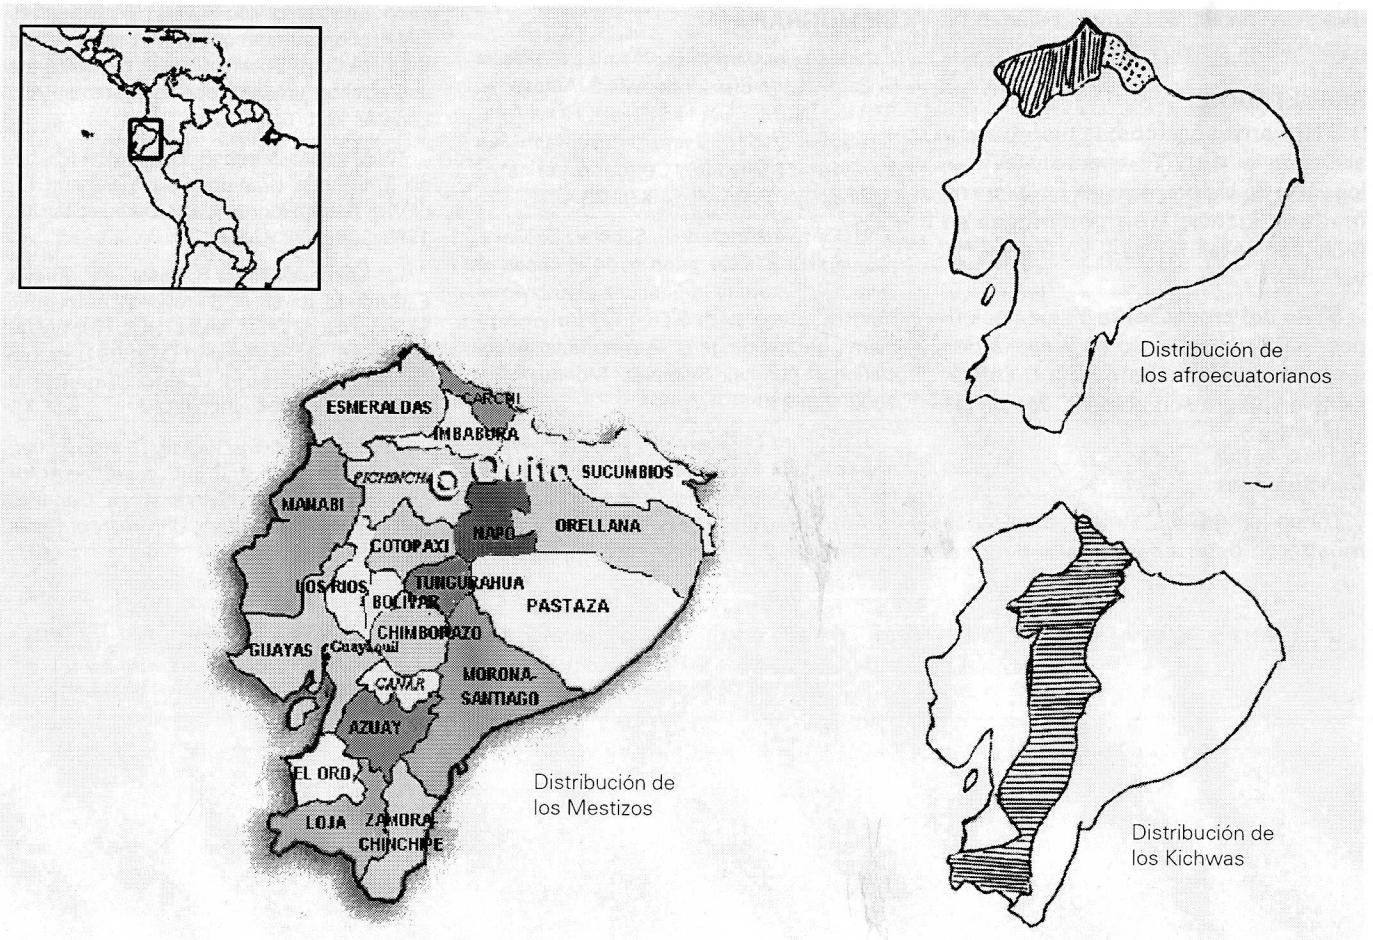 Distribución de
los afroecuatorianos
ESMERALDAS
CARCHI
IMBABURA
PICHINCHA
Quito
SUCUMBIOS
MANABI
NAPO
ORELLANA
COTOPAXI
LOS RIOS
TUNGURAHUA
BOLIVAR
PASTAZA
CHIMBORAZO
GUAYAS
Guayaquil
CAÑAR
MORONA-
SANTIAGO
AZUAY
EL ORO
LOJA
ZAMORA-
CHINCHIPE
Distribución de
los Mestizos
Distribución de
los Kichwas